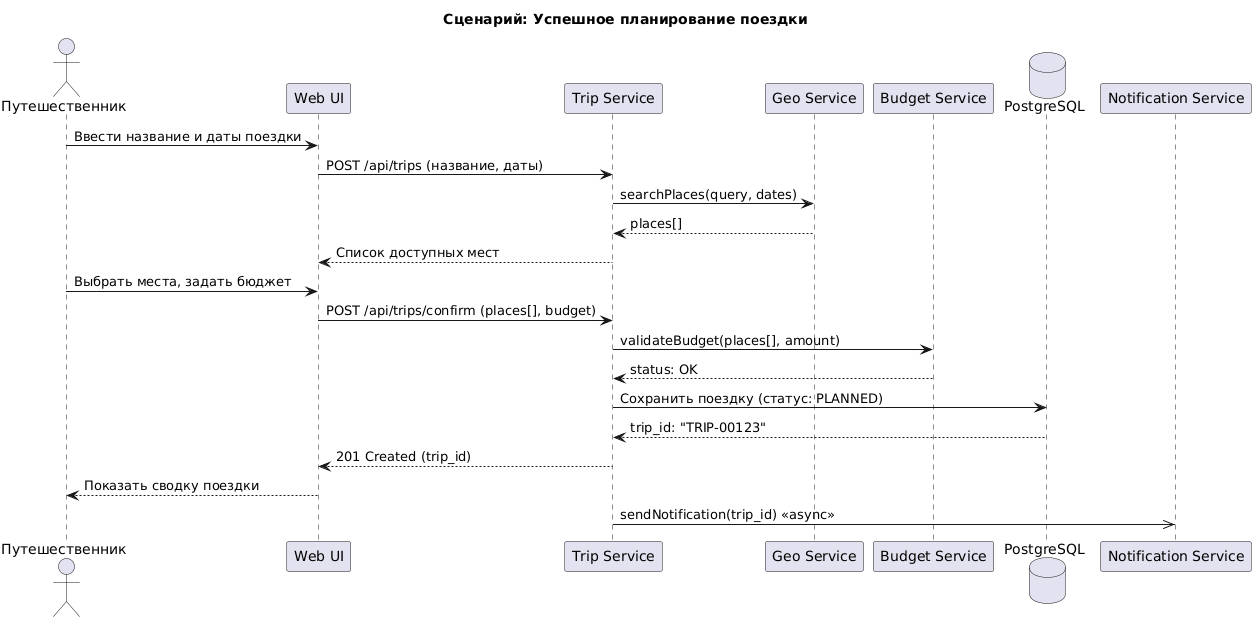 Сценарий: Успешное планирование поездки
Путешественник
Web UI
Trip Service
Geo Service
Budget Service
PostgreSQL
Notification Service
Ввести название и даты поездки
POST /api/trips (название, даты)
searchPlaces(query, dates)
places[]
Список доступных мест
Выбрать места, задать бюджет
POST /api/trips/confirm (places[], budget)
validateBudget(places[], amount)
status: OK
Сохранить поездку (статус: PLANNED)
trip_id: "TRIP-00123"
201 Created (trip_id)
Показать сводку поездки
sendNotification(trip_id) «async»
Путешественник
Web UI
Trip Service
Geo Service
Budget Service
PostgreSQL
Notification Service